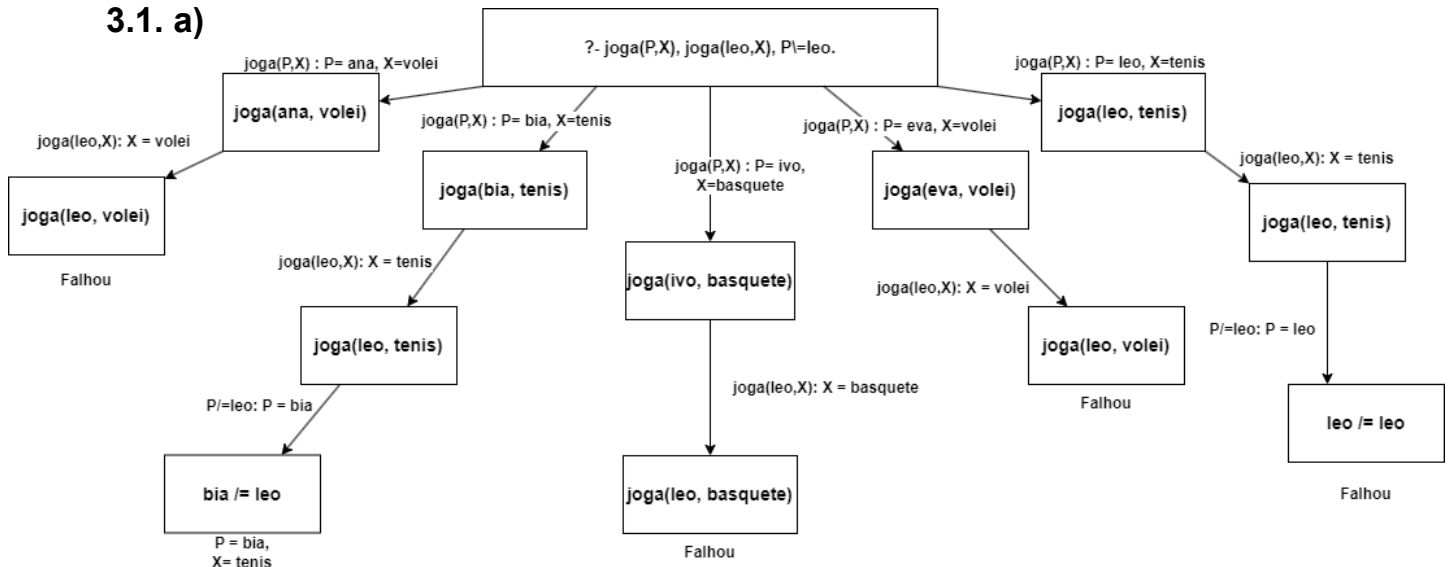 3.1. a)
?- joga(P,X), joga(leo,X), P\=leo.
joga(P,X) : P= ana, X=volei
joga(ana, volei)
joga(leo,X): X = volei
joga(leo, volei)
Falhou
joga(P,X) : P= bia, X=tenis
joga(bia, tenis)
joga(leo,X): X = tenis
joga(leo, tenis)
P/=leo: P = bia
bia /= leo
P = bia,
X= tenis
joga(P,X) : P= ivo,
X=basquete
joga(ivo, basquete)
joga(leo,X): X = basquete
joga(leo, basquete)
Falhou
joga(P,X) : P= eva, X=volei
joga(eva, volei)
joga(leo,X): X = volei
joga(leo, volei)
Falhou
joga(P,X) : P= leo, X=tenis
joga(leo, tenis)
joga(leo,X): X = tenis
joga(leo, tenis)
P/=leo: P = leo
leo /= leo
Falhou